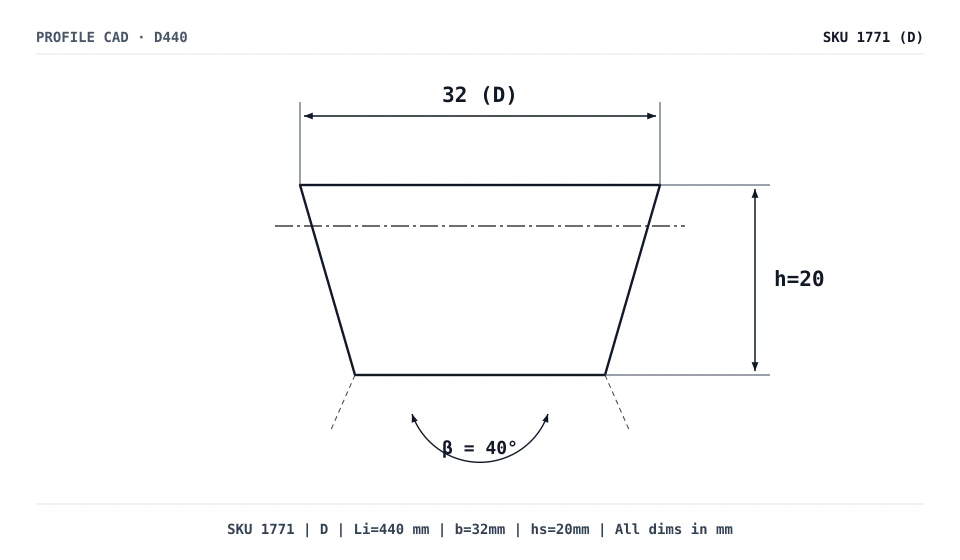 PROFILE CAD · D440
SKU 1771 (D)
32 (D)
h=20
β = 40°
SKU 1771 | D | Li=440 mm | b=32mm | hs=20mm | All dims in mm